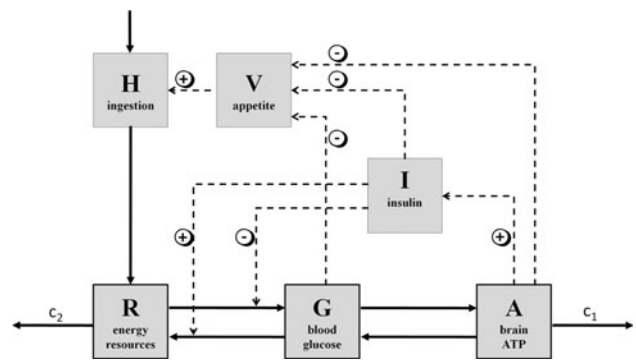 H
ingestion
+
V
appetite
-
-
-
I
insulin
+
-
+
c2
R
energy
resources
G
blood
glucose
A
brain
ATP
c1